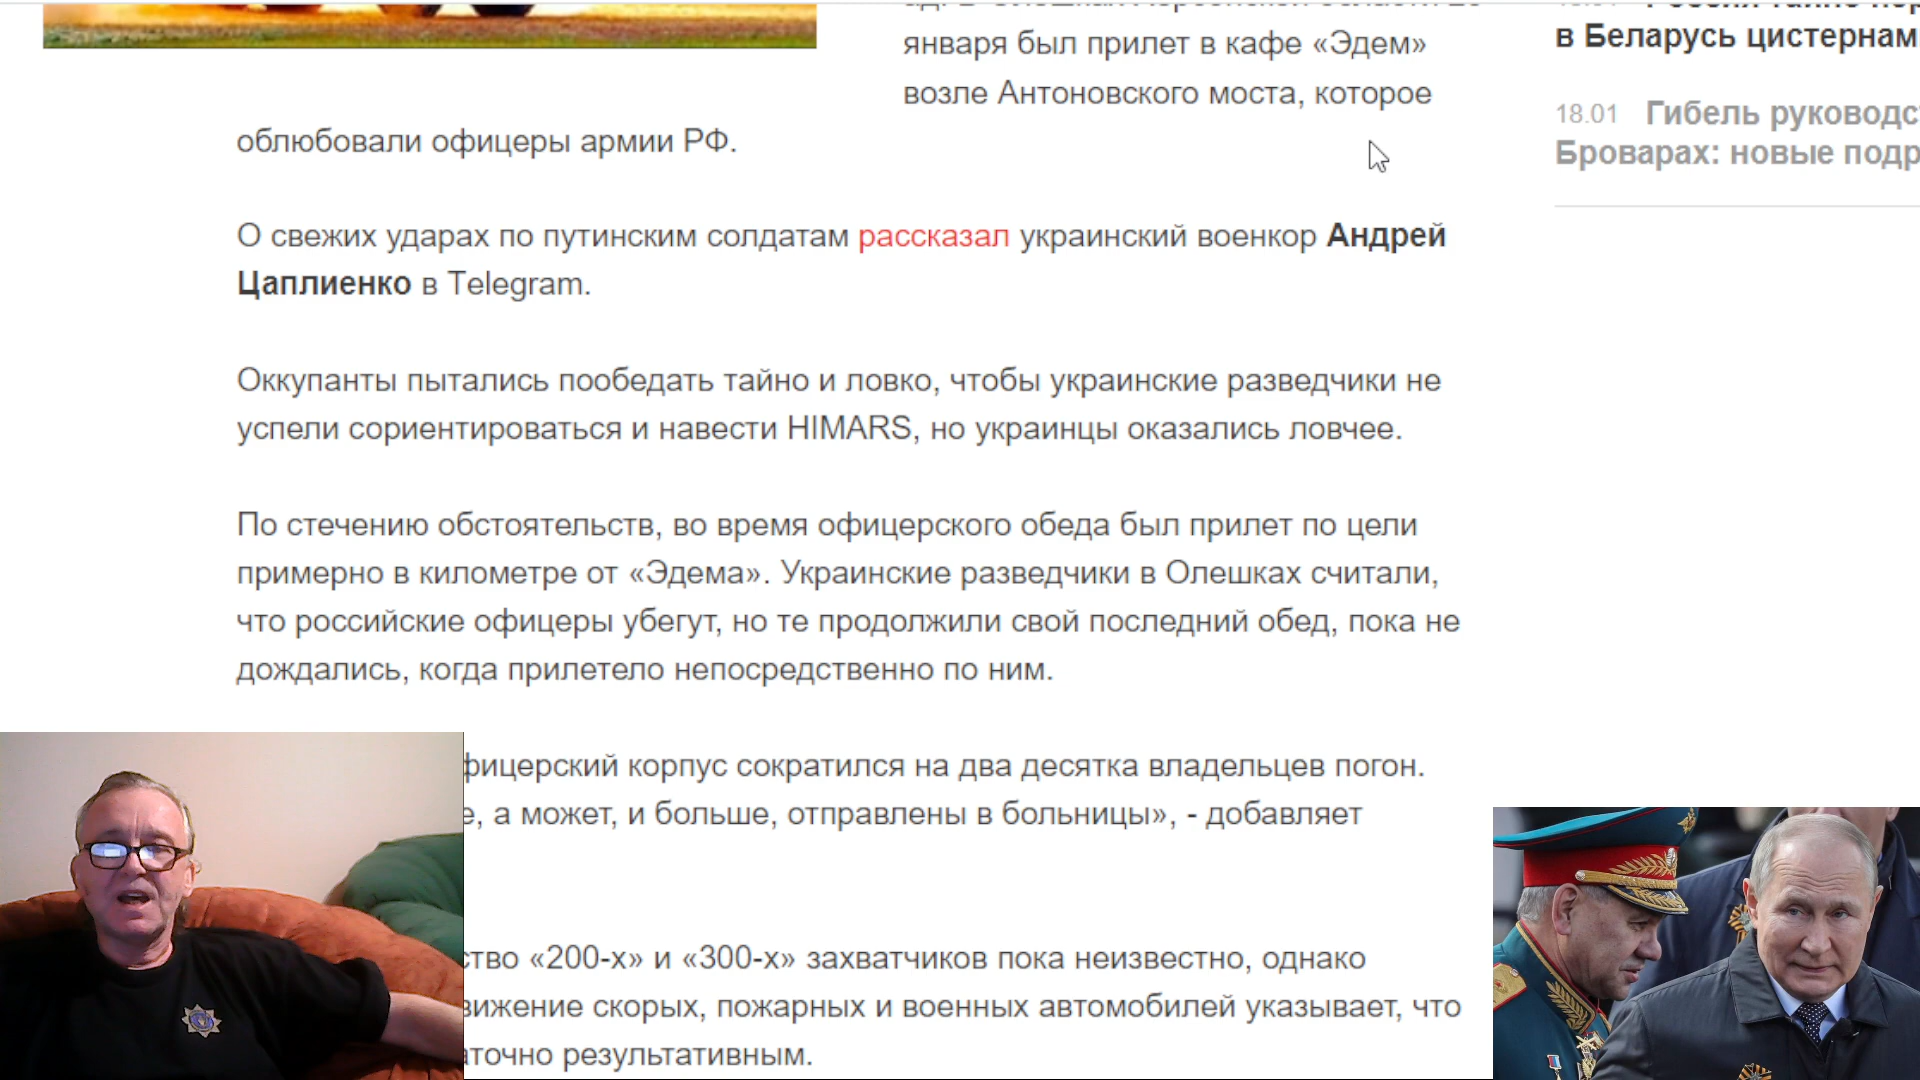 января был прилет в кафе «Эдем»
возле Антоновского моста, которое
облюбовали офицеры армии РФ.
О свежих ударах по путинским солдатам рассказал украинский военкор Андрей
Цаплиенко в Telegram.
Оккупанты пытались пообедать тайно и ловко, чтобы украинские разведчики не
успели сориентироваться и навести HIMARS, но украинцы оказались ловчее.
По стечению обстоятельств, во время офицерского обеда был прилет по цели
примерно в километре от «Эдема». Украинские разведчики в Олешках считали,
что российские офицеры убегут, но те продолжили свой последний обед, пока не
дождались, когда прилетело непосредственно по ним.
фицерский корпус сократился на два десятка владельцев погон.
е, а может, и больше, отправлены в больницы», - добавляет
ство «200-х» и «300-х» захватчиков пока неизвестно, однако
вижение скорых, пожарных и военных автомобилей указывает, что
аточно результативным.
в Беларусь цистернам
18.01 Гибель руководс
Броварах: новые подр